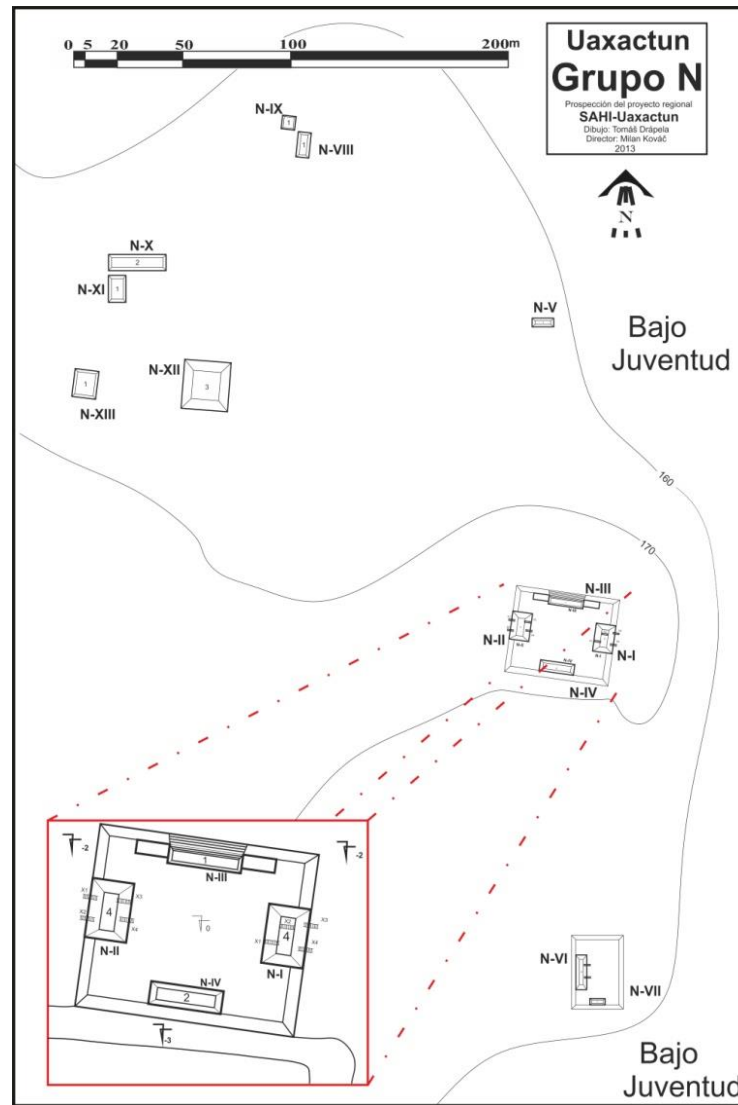 0 5 20 50 100 200m
Uaxactun
Grupo N
Prospección del proyecto regional
SAHI-Uaxactun
Dibujo: Tomáš Drápela
Director: Milan Kováč
2013
N
N-IX
1
1
N-VIII
N-X
2
N-XI
1
N-V
Bajo
Juventud
N-XII
3
1
N-XIII
160
170
N-III
N-II
N-I
N-IV
-2
-2
1
N-III
X1
X3
4
X2
X4
0
X2
X3
4
X1
X4
N-II
N-I
N-IV
2
-3
N-VI
N-VII
Bajo
Juventud